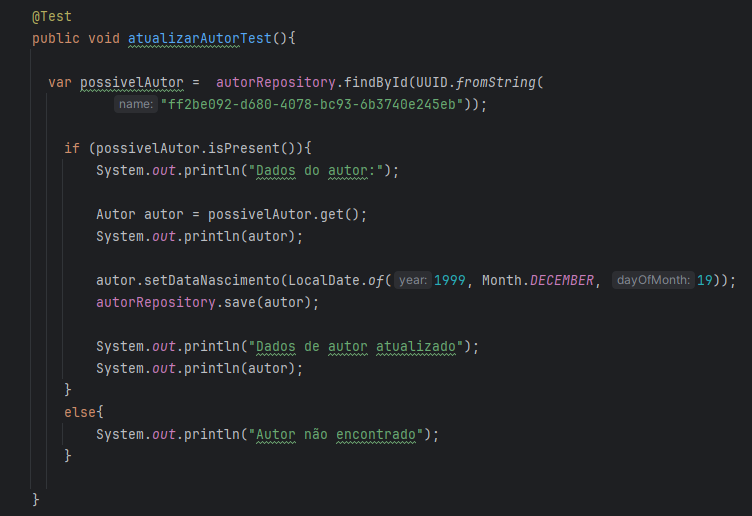 @Test
public void atualizarAutorTest(){
var possivelAutor =  autorRepository.findById(UUID.fromString(
name: "ff2be092-d680-4078-bc93-6b3740e245eb"));
if (possivelAutor.isPresent()){
System.out.println("Dados do autor:");
Autor autor = possivelAutor.get();
System.out.println(autor);
autor.setDataNascimento(LocalDate.of( year: 1999, Month.DECEMBER, dayOfMonth: 19));
autorRepository.save(autor);
System.out.println("Dados de autor atualizado");
System.out.println(autor);
}
else{
System.out.println("Autor não encontrado");
}
}